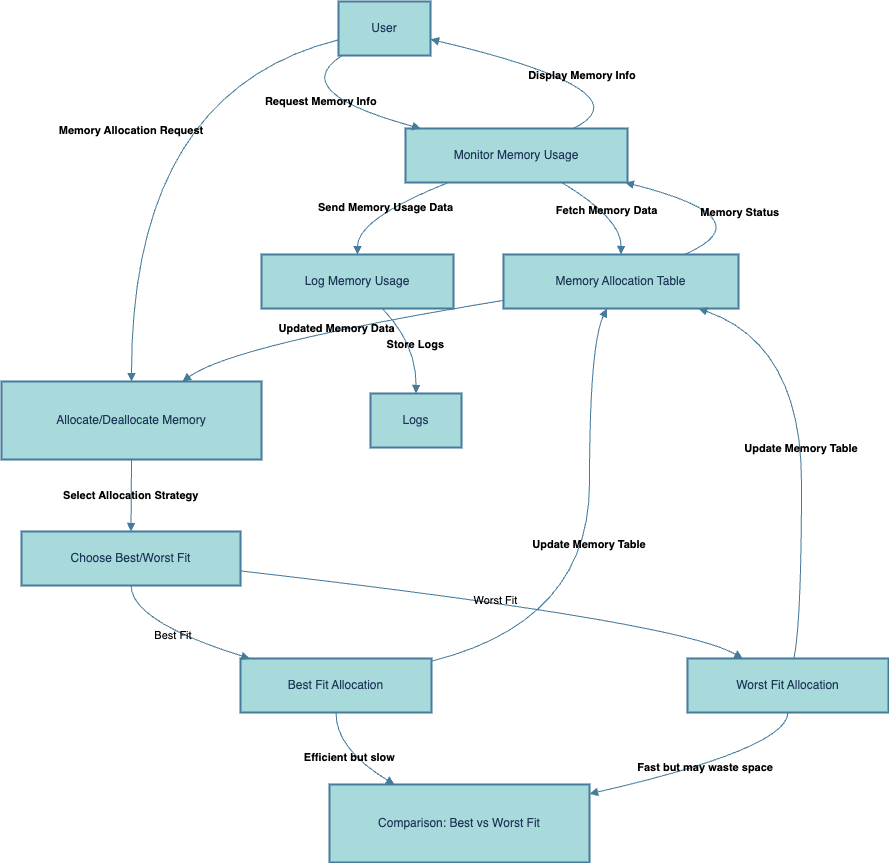 User
Display Memory Info
Request Memory Info
Memory Allocation Request
Monitor Memory Usage
Send Memory Usage Data
Fetch Memory Data
Memory Status
Log Memory Usage
Memory Allocation Table
Updated Memory Data
Store Logs
Allocate/Deallocate Memory
Logs
Update Memory Table
Select Allocation Strategy
Update Memory Table
Choose Best/Worst Fit
Worst Fit
Best Fit
Best Fit Allocation
Worst Fit Allocation
Efficient but slow
Fast but may waste space
Comparison: Best vs Worst Fit